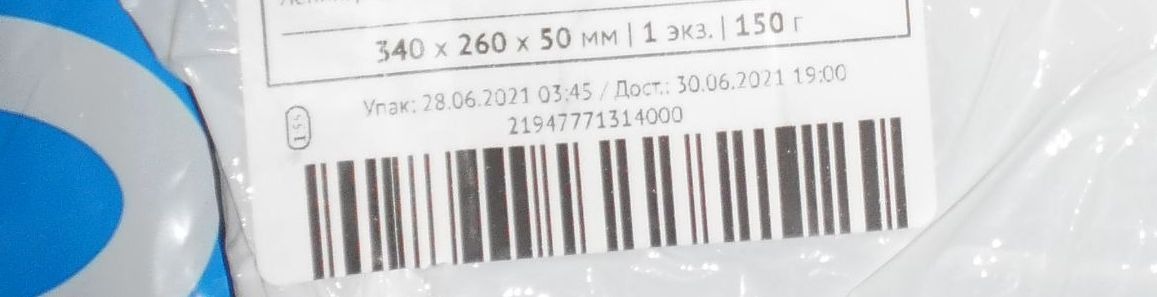 340 x 260 x 50 мм | 1 экз. | 150 г
Упак: 28.06.2021 03:45 / Дост.: 30.06.2021 19:00
21947771314000